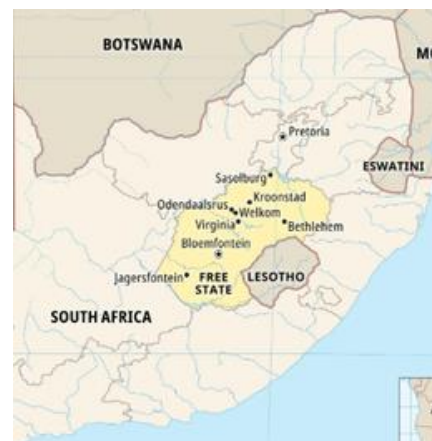 BOTSWANA
Pretoria
ESWATINI
Sasolburg
Kroonstad
Odendaalsrus
Welkom
Virginia
Bethlehem
Bloemfontein
Jagersfontein
FREE
STATE
LESOTHO
SOUTH AFRICA